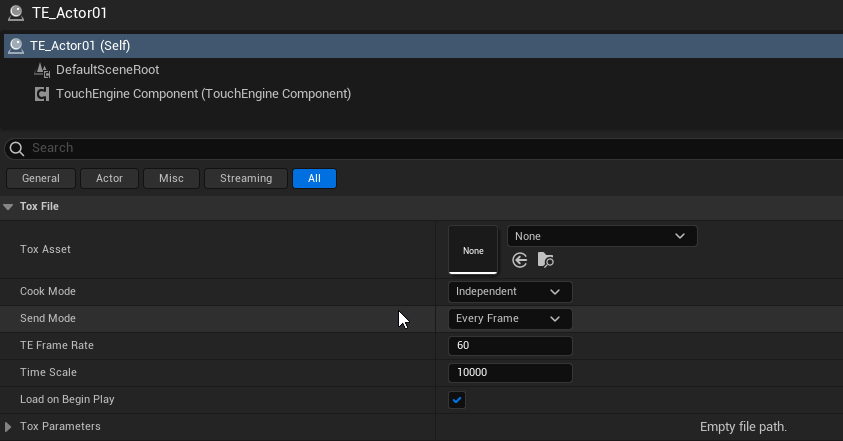 TE_Actor01
TE_Actor01 (Self)
DefaultSceneRoot
TouchEngine Component (TouchEngine Component)
Search
General Actor Misc Streaming All
Tox File
Tox Asset None None
Cook Mode Independent
Send Mode Every Frame
TE Frame Rate 60
Time Scale 10000
Load on Begin Play
Tox Parameters Empty file path.